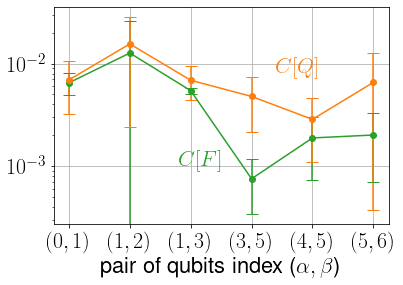 10⁻²
C[Q]
10⁻³
C[F]
(0, 1) (1, 2) (1, 3) (3, 5) (4, 5) (5, 6)
pair of qubits index (α, β)